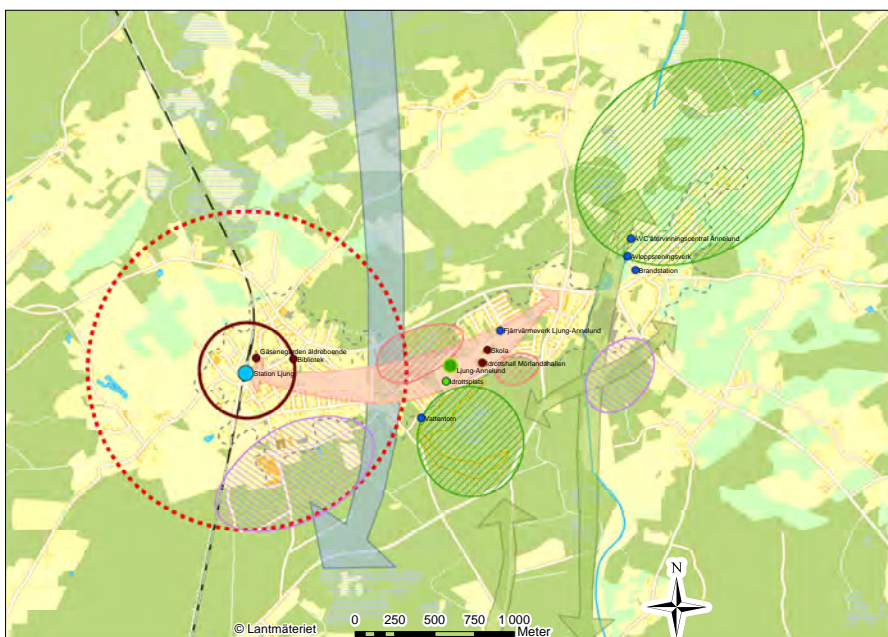 AVC återvinningscentral Annelund
Avloppsreningsverk
Brandstation
Fjärrvärmeverk Ljung-Annelund
Skola
Gäsenegården äldreboende
Bibliotek
Idrottshall Mörlandahallen
Station Ljung
Ljung-Annelund
Idrottsplats
Vattentorn
N
© Lantmäteriet
0 250 500 750 1 000
Meter